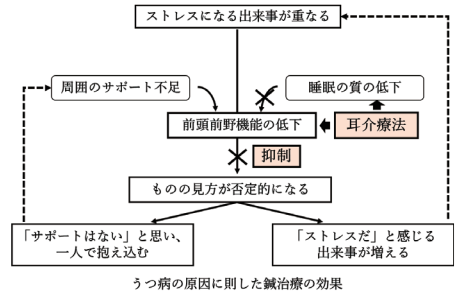 ストレスになる出来事が重なる
周囲のサポート不足
睡眠の質の低下
前頭前野機能の低下
耳介療法
抑制
ものの見方が否定的になる
「サポートはない」と思い、
一人で抱え込む
「ストレスだ」と感じる
出来事が増える
うつ病の原因に則した鍼治療の効果